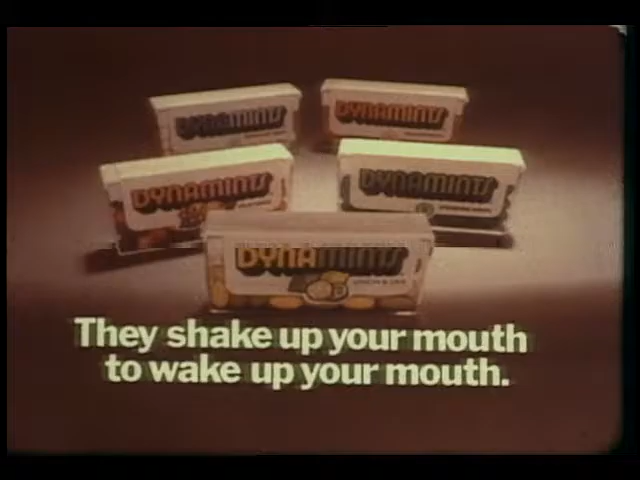 DYNAMINTS
DYNAMINTS
DYNAMINTS
DYNAMINTS
DYNAMINTS
They shake up your mouth
to wake up your mouth.